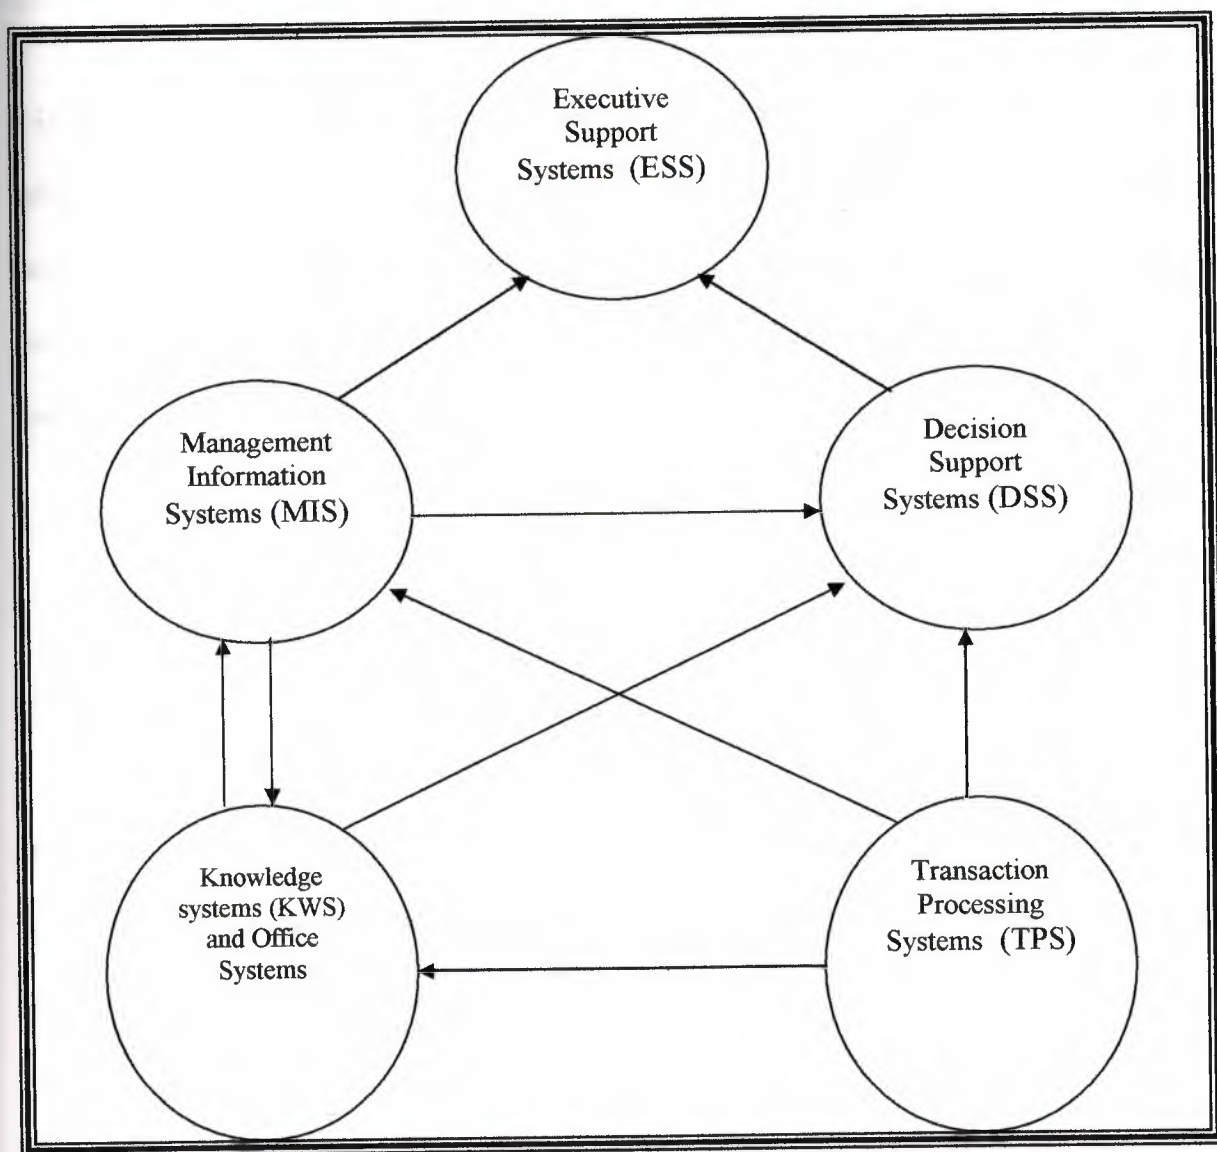 Executive
Support
Systems (ESS)
Management
Information
Systems (MIS)
Decision
Support
Systems (DSS)
Knowledge
systems (KWS)
and Office
Systems
Transaction
Processing
Systems (TPS)